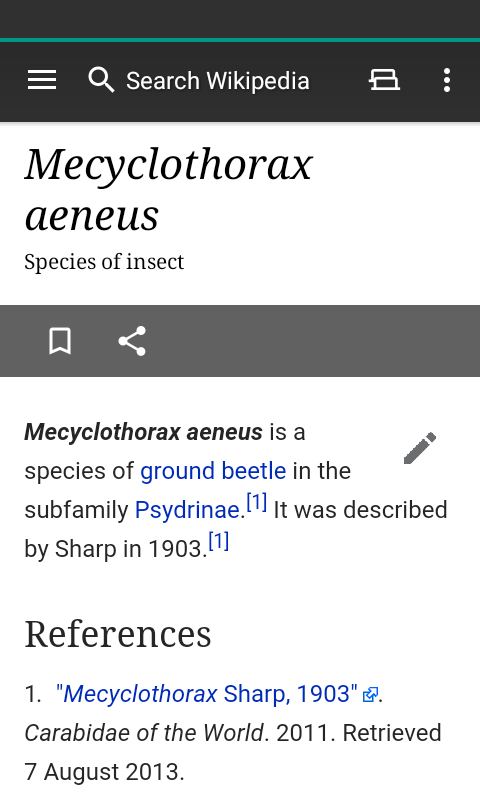 Search Wikipedia
Mecyclothorax
aeneus
Species of insect
Mecyclothorax aeneus is a
species of ground beetle in the
subfamily Psydrinae.[1] It was described
by Sharp in 1903.[1]
References
1. "Mecyclothorax Sharp, 1903" .
Carabidae of the World. 2011. Retrieved
7 August 2013.